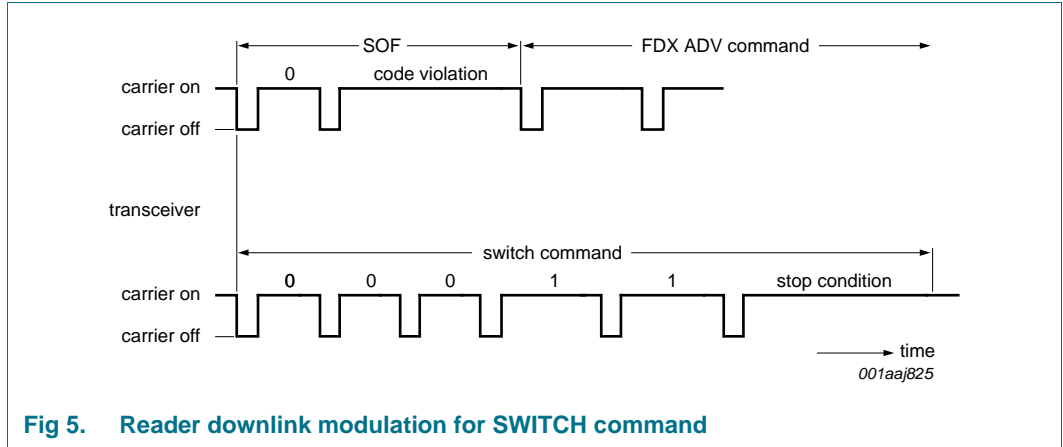 SOF FDX ADV command
0 code violation
carrier on
carrier off
transceiver
switch command
0 0 0 1 1 stop condition
carrier on
carrier off
time
001aaj825
Fig 5. Reader downlink modulation for SWITCH command